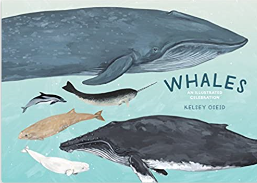 WHALES
AN ILLUSTRATED
CELEBRATION
KELSEY OSEID